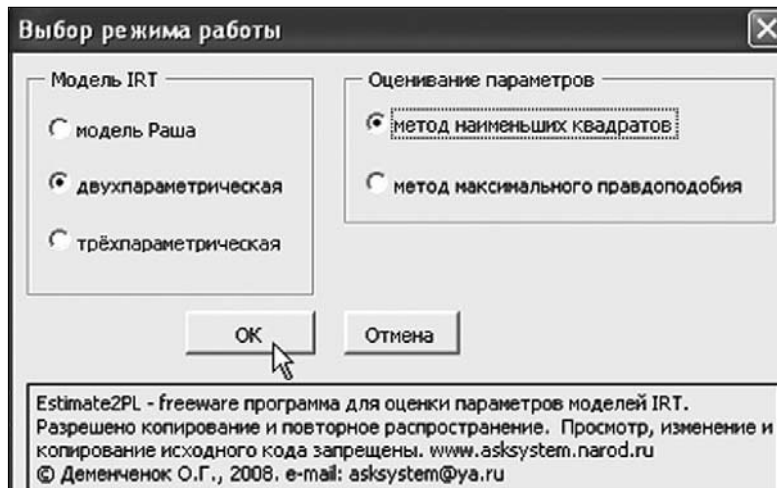 Выбор режима работы
Модель IRT
модель Раша
двухпараметрическая
трёхпараметрическая
Оценивание параметров
метод наименьших квадратов
метод максимального правдоподобия
ОК
Отмена
Estimate2PL - freeware программа для оценки параметров моделей IRT.
Разрешено копирование и повторное распространение. Просмотр, изменение и
копирование исходного кода запрещены. www.asksystem.narod.ru
© Деменченок О.Г., 2008. e-mail: asksystem@ya.ru